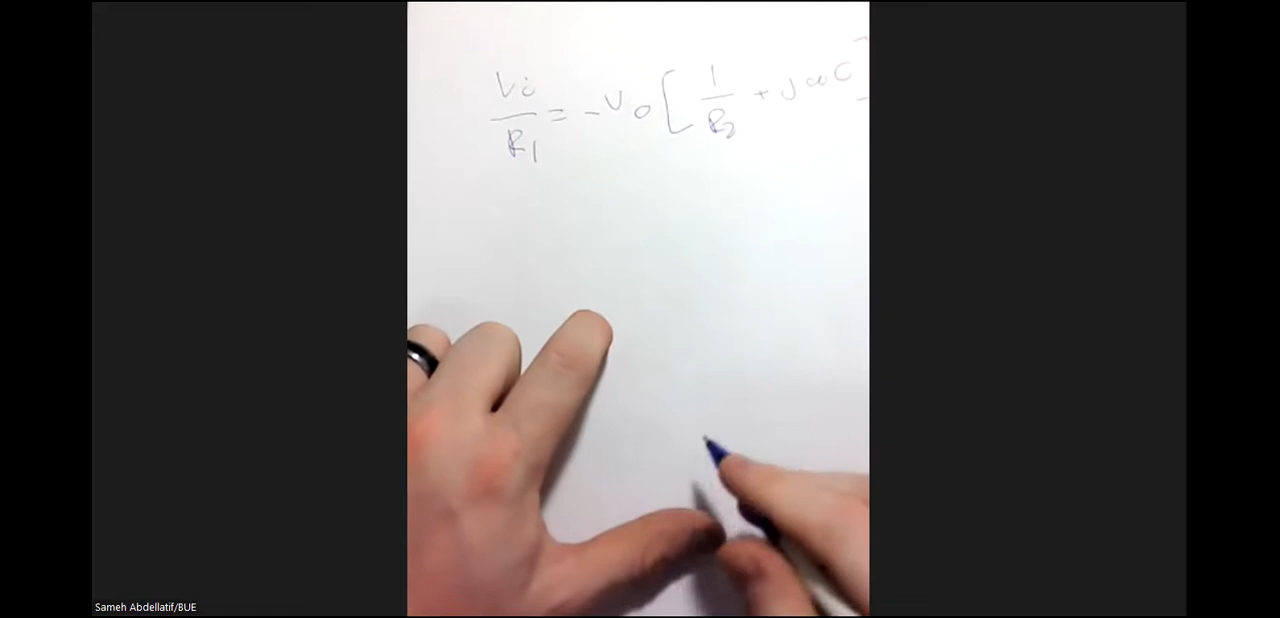 Vi/R1 = -Vo [ 1/R2 + jωC ]
Sameh Abdellatif/BUE